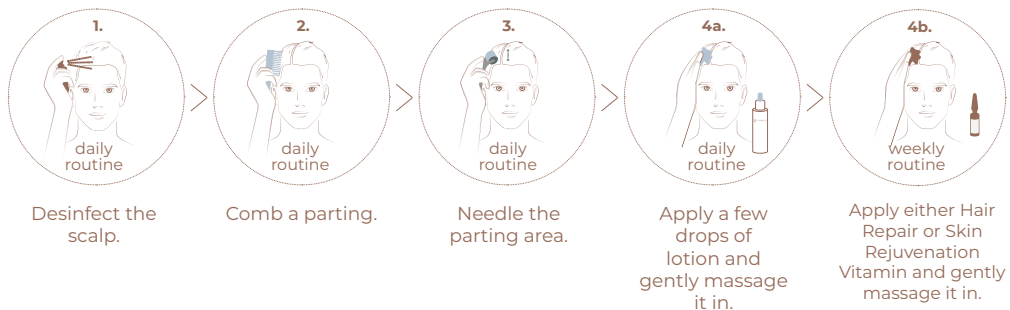 1.
daily
routine
Desinfect the
scalp.
2.
daily
routine
Comb a parting.
3.
daily
routine
Needle the
parting area.
4a.
daily
routine
Apply a few
drops of
lotion and
gently massage
it in.
4b.
weekly
routine
Apply either Hair
Repair or Skin
Rejuvenation
Vitamin and gently
massage it in.